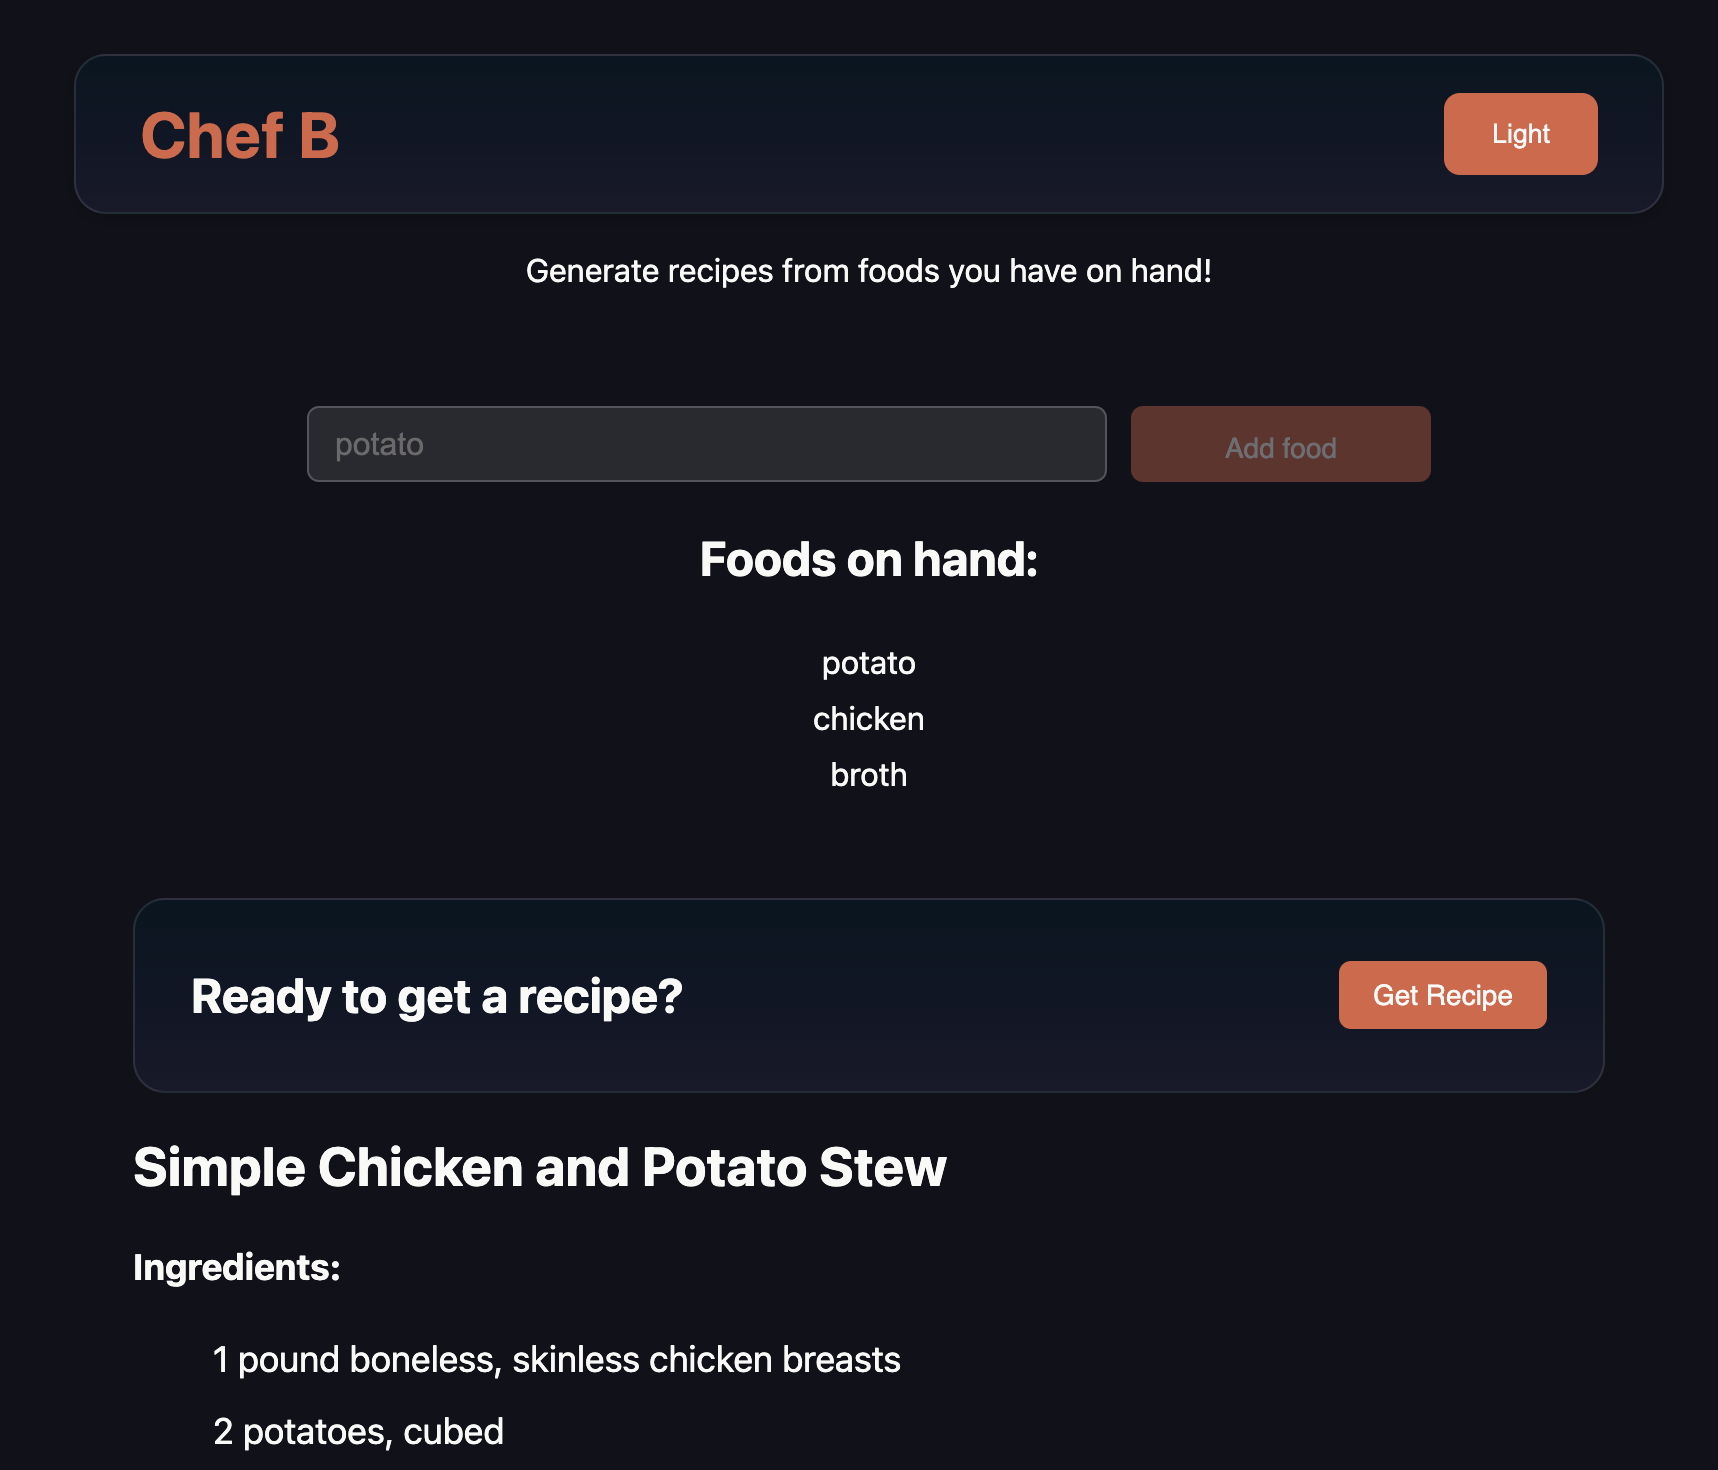 Chef B
Light
Generate recipes from foods you have on hand!
potato
Add food
Foods on hand:
potato
chicken
broth
Ready to get a recipe?
Get Recipe
Simple Chicken and Potato Stew
Ingredients:
1 pound boneless, skinless chicken breasts
2 potatoes, cubed